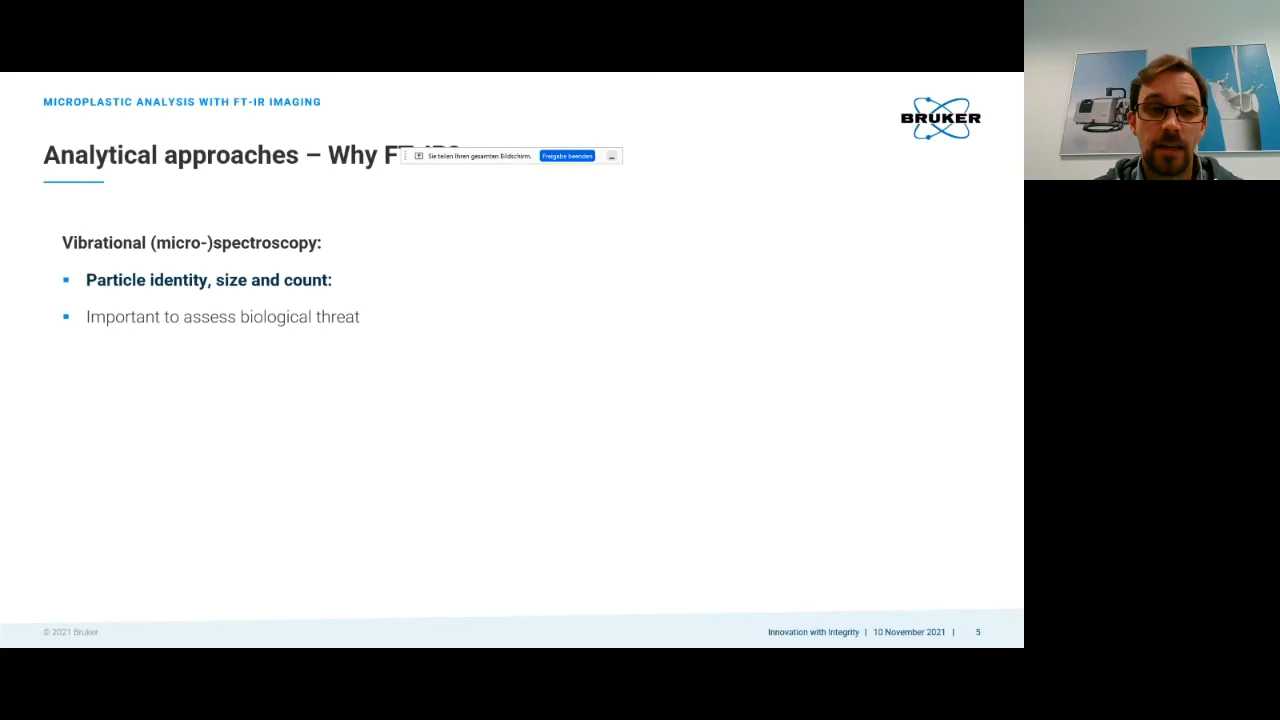 MICROPLASTIC ANALYSIS WITH FT-IR IMAGING
BRUKER
Analytical approaches – Why F
Sie teilen Ihren gesamten Bildschirm. Freigabe beenden
Vibrational (micro-)spectroscopy:
Particle identity, size and count:
Important to assess biological threat
© 2021 Bruker
Innovation with Integrity | 10 November 2021 | 5